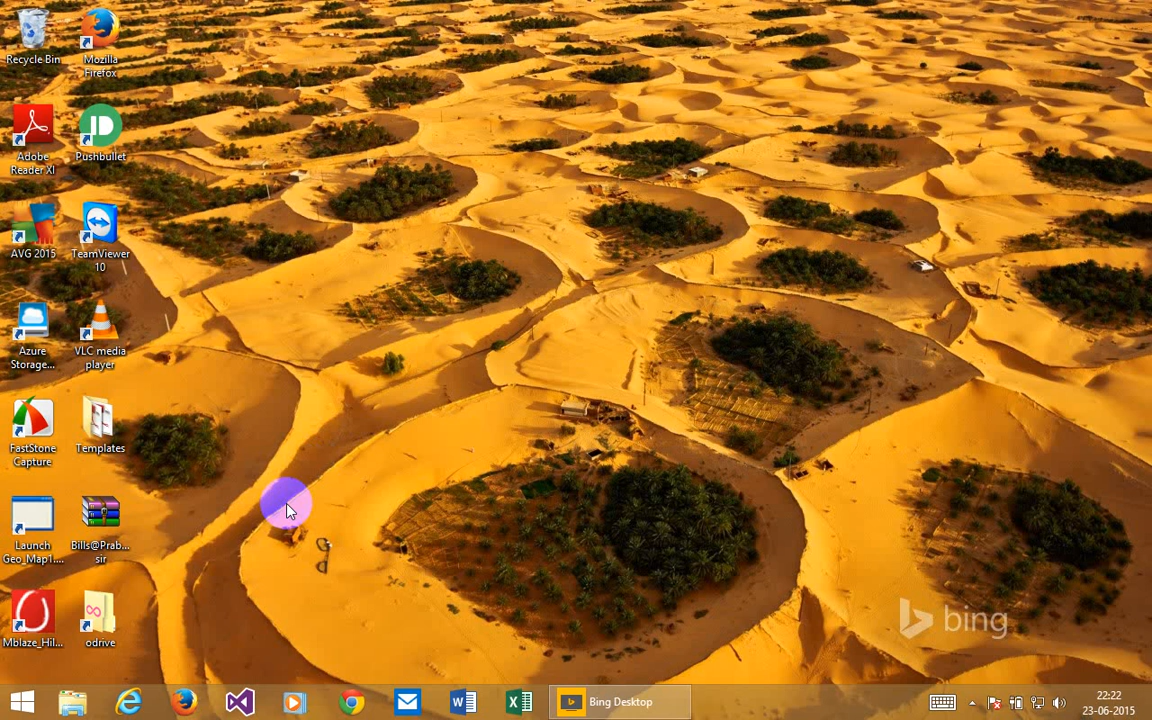 Recycle Bin
Mozilla
Firefox
Adobe
Reader XI
Pushbullet
AVG 2015
TeamViewer
10
Azure
Storage...
VLC media
player
FastStone
Capture
Templates
Launch
Geo_Map1....
Bills@Prab...
sir
Mblaze_Hil...
odrive
bing
Bing Desktop
22:22
23-06-2015